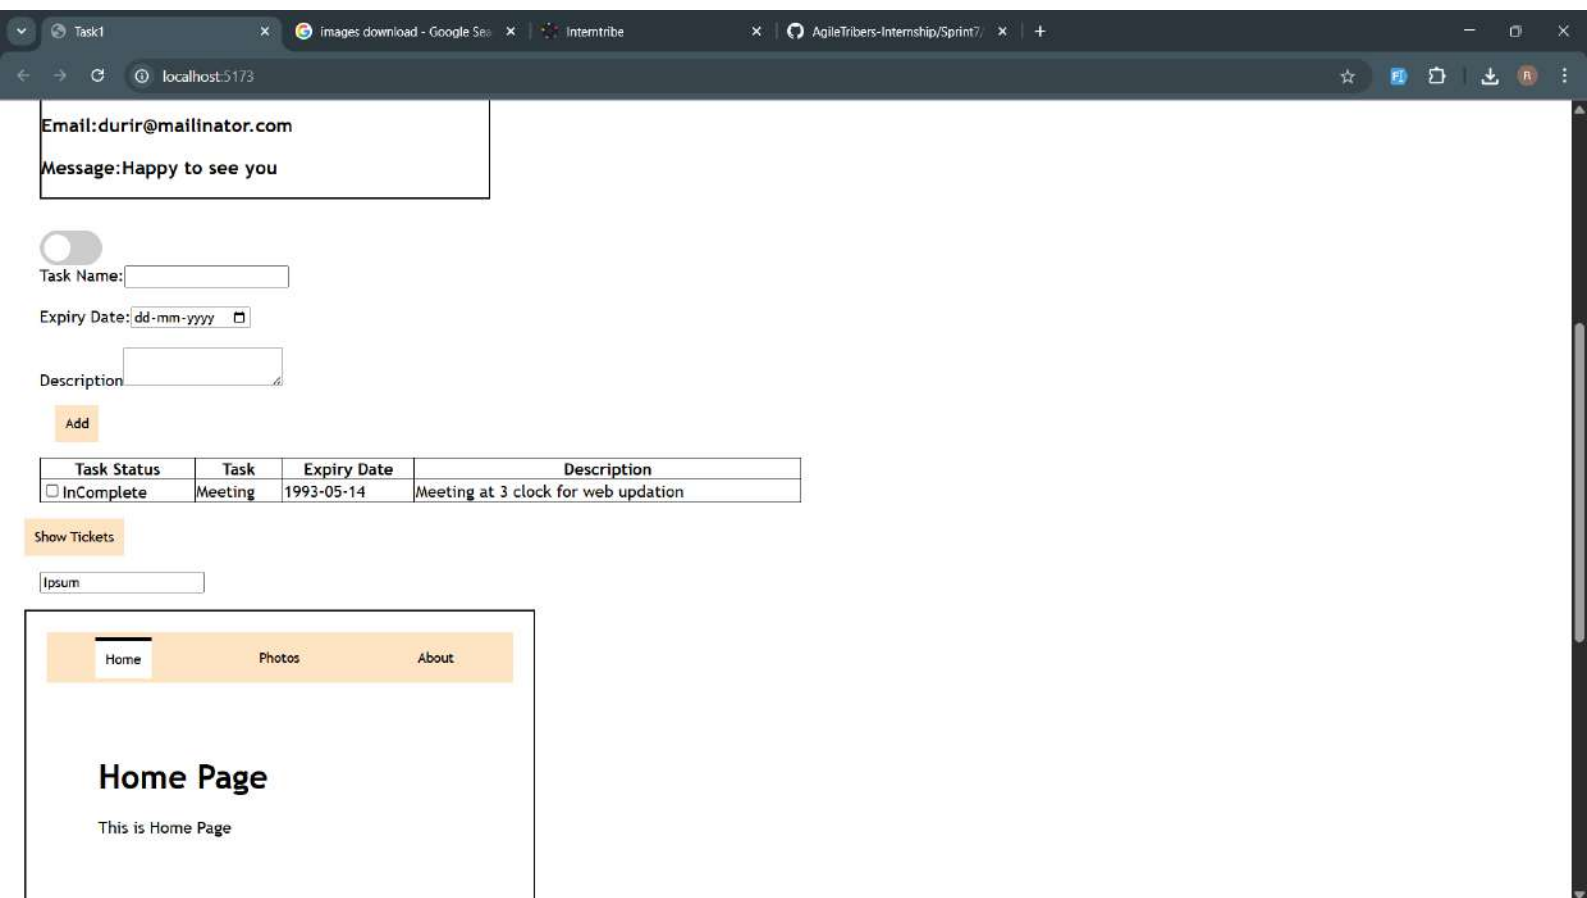 Task1
images download - Google Sea
Interntribe
AgileTribers-Internship/Sprint7/
localhost:5173
R
Email:durir@mailinator.com
Message:Happy to see you
Task Name:
Expiry Date: dd-mm-yyyy
Description
Add
Task Status Task Expiry Date Description
InComplete Meeting 1993-05-14 Meeting at 3 clock for web updation
Show Tickets
Ipsum
Home Photos About
Home Page
This is Home Page